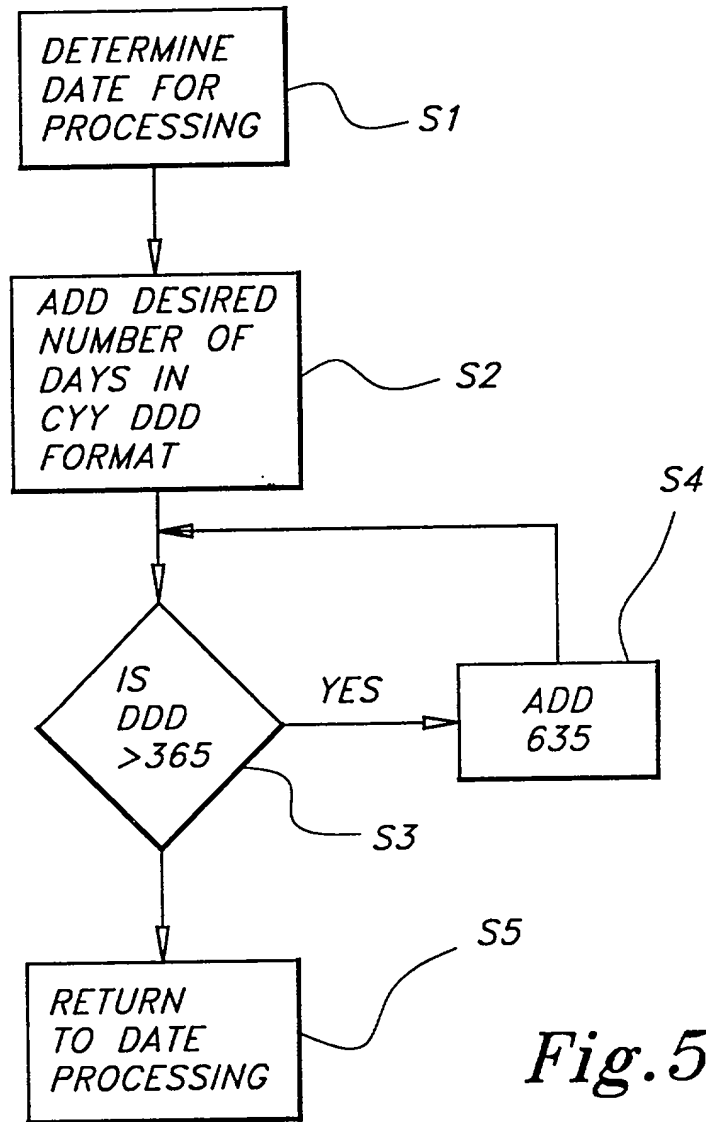 DETERMINE
DATE FOR
PROCESSING
S1
ADD DESIRED
NUMBER OF
DAYS IN
CYY DDD
FORMAT
S2
S4
IS
DDD
>365
YES
ADD
635
S3
S5
RETURN
TO DATE
PROCESSING
Fig.5